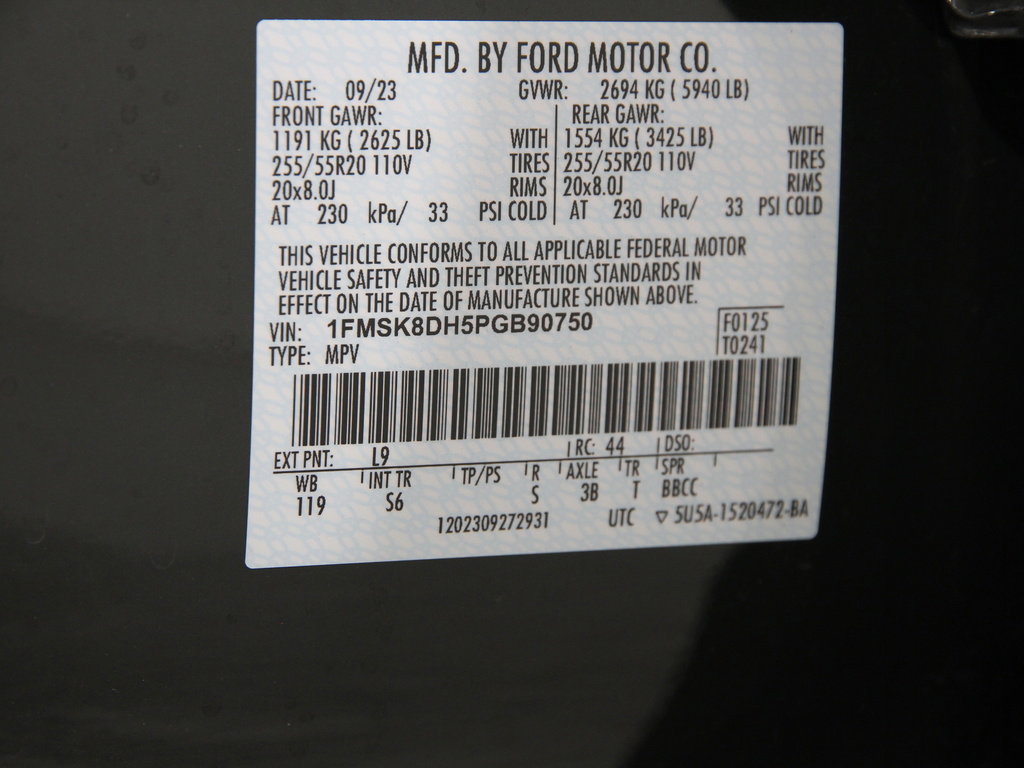 MFD. BY FORD MOTOR CO.
DATE: 09/23 GVWR: 2694 KG ( 5940 LB)
FRONT GAWR: REAR GAWR:
1191 KG ( 2625 LB) WITH 1554 KG ( 3425 LB) WITH
255/55R20 110V TIRES 255/55R20 110V TIRES
20x8.0J RIMS 20x8.0J RIMS
AT 230 kPa/ 33 PSI COLD AT 230 kPa/ 33 PSI COLD
THIS VEHICLE CONFORMS TO ALL APPLICABLE FEDERAL MOTOR
VEHICLE SAFETY AND THEFT PREVENTION STANDARDS IN
EFFECT ON THE DATE OF MANUFACTURE SHOWN ABOVE.
VIN: 1FMSK8DH5PGB90750 F0125
TYPE: MPV T0241
EXT PNT: L9 RC: 44 DSO:
WB INT TR TP/PS R AXLE TR SPR
119 S6 S 3B T BBCC
1202309272931 UTC ▽ 5U5A-1520472-BA